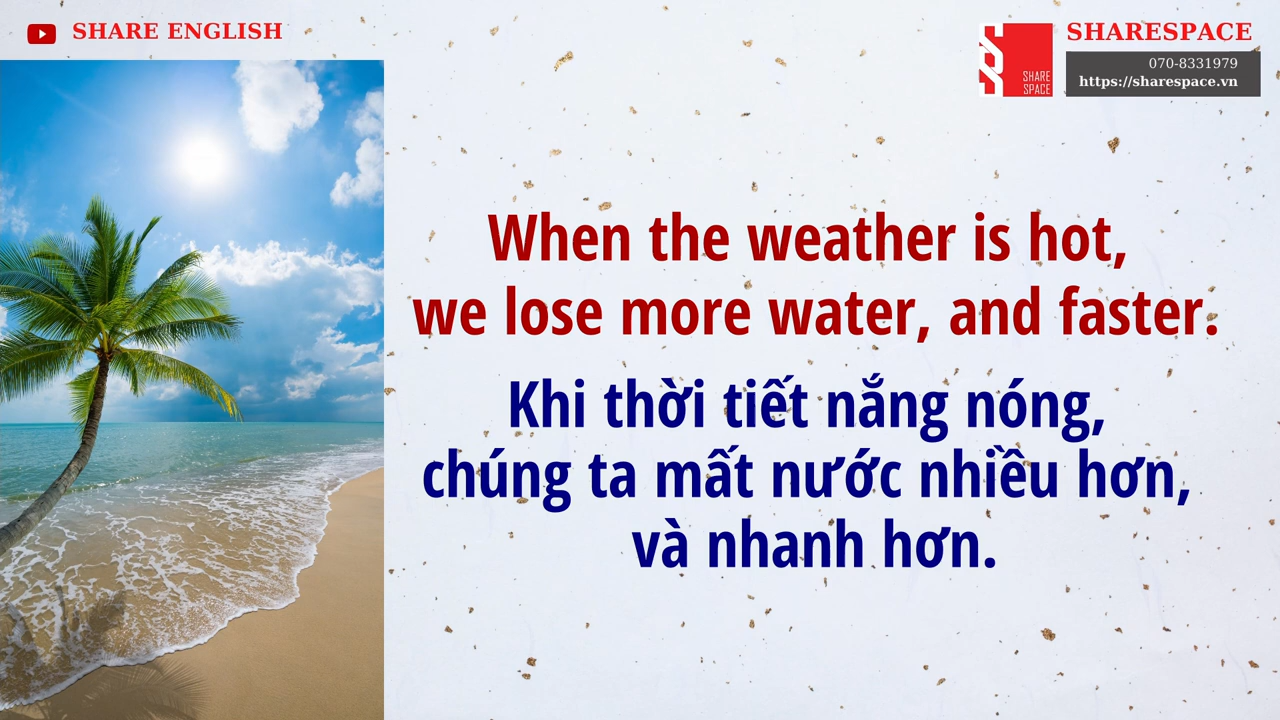 SHARE ENGLISH
SHARE
SPACE
SHARESPACE
070-8331979
https://sharespace.vn
When the weather is hot,
we lose more water, and faster.
Khi thời tiết nắng nóng,
chúng ta mất nước nhiều hơn,
và nhanh hơn.